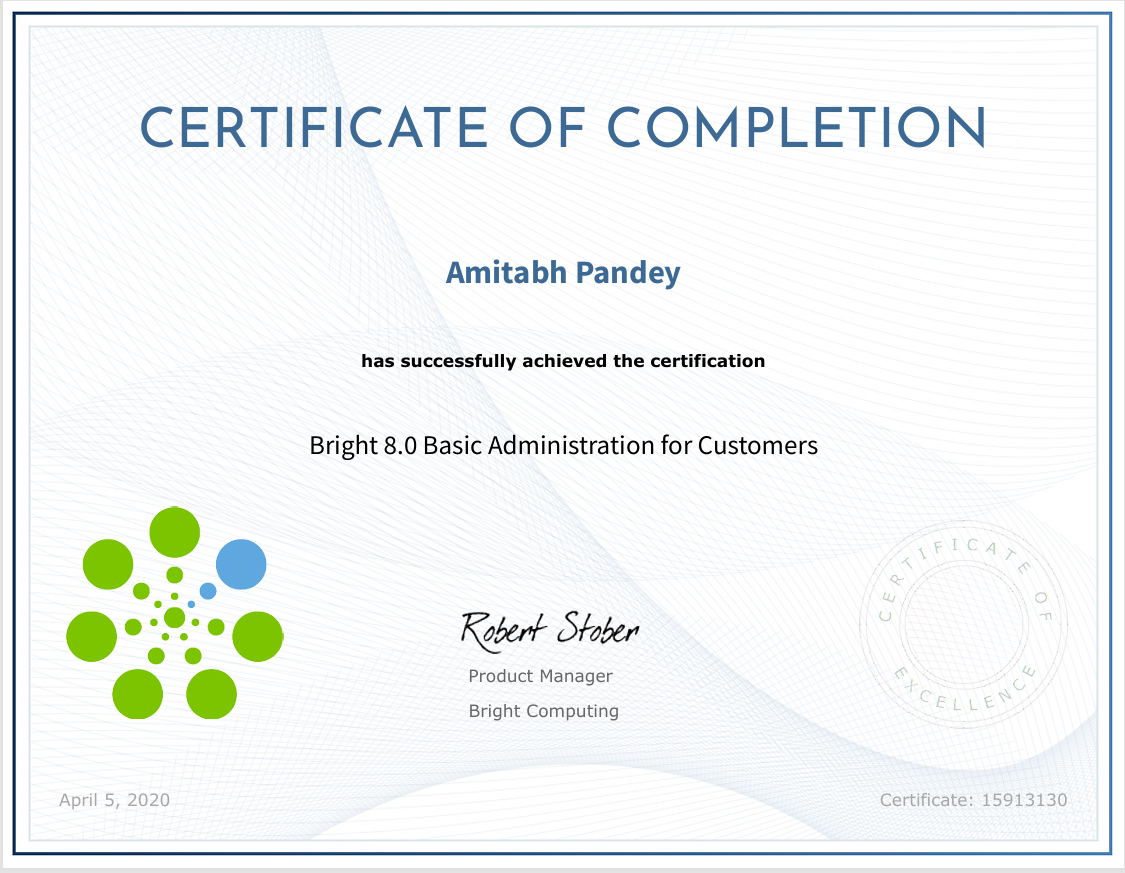 CERTIFICATE OF COMPLETION
Amitabh Pandey
has successfully achieved the certification
Bright 8.0 Basic Administration for Customers
CERTIFICATE OF
EXCELLENCE
Robert Stober
Product Manager
Bright Computing
April 5, 2020
Certificate: 15913130